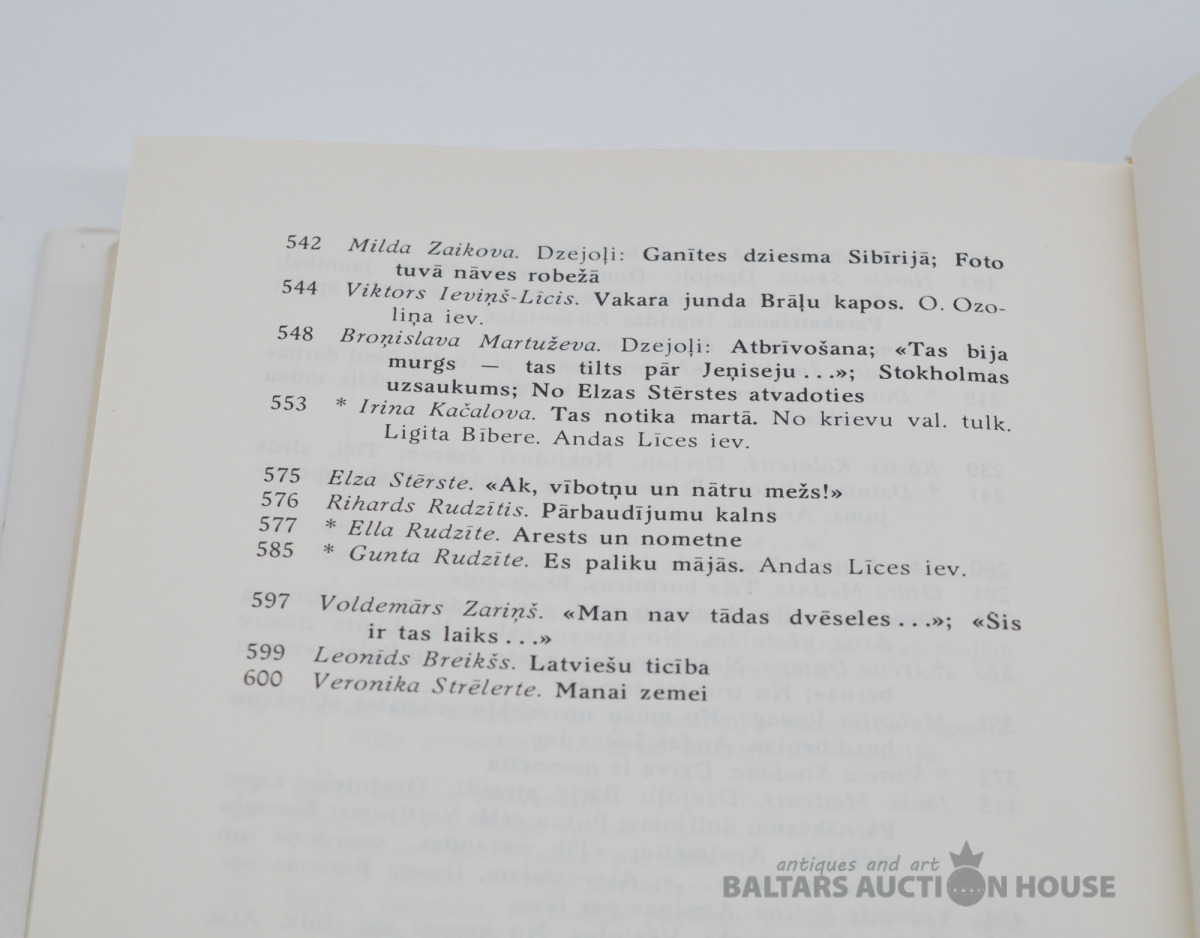 542 Milda Zaikova. Dzejoļi: Ganītes dziesma Sibīrijā; Foto
tuvā nāves robežā
544 Viktors Ieviņš-Līcis. Vakara junda Brāļu kapos. O. Ozo-
liņa iev.
548 Broņislava Martuževa. Dzejoļi: Atbrīvošana; «Tas bija
murgs — tas tilts pār Jeņiseju...»; Stokholmas
uzsaukums; No Elzas Stērstes atvadoties
553 * Irina Kačalova. Tas notika martā. No krievu val. tulk.
Ligita Bībere. Andas Līces iev.
575 Elza Stērste. «Ak, vībotņu un nātru mežs!»
576 Rihards Rudzītis. Pārbaudījumu kalns
577 * Ella Rudzīte. Arests un nometne
585 * Gunta Rudzīte. Es paliku mājās. Andas Līces iev.
597 Voldemārs Zariņš. «Man nav tādas dvēseles...»; «Sis
ir tas laiks...»
599 Leonīds Breikšs. Latviešu ticība
600 Veronika Strēlerte. Manai zemei
antiques and art
BALTARS AUCTION HOUSE